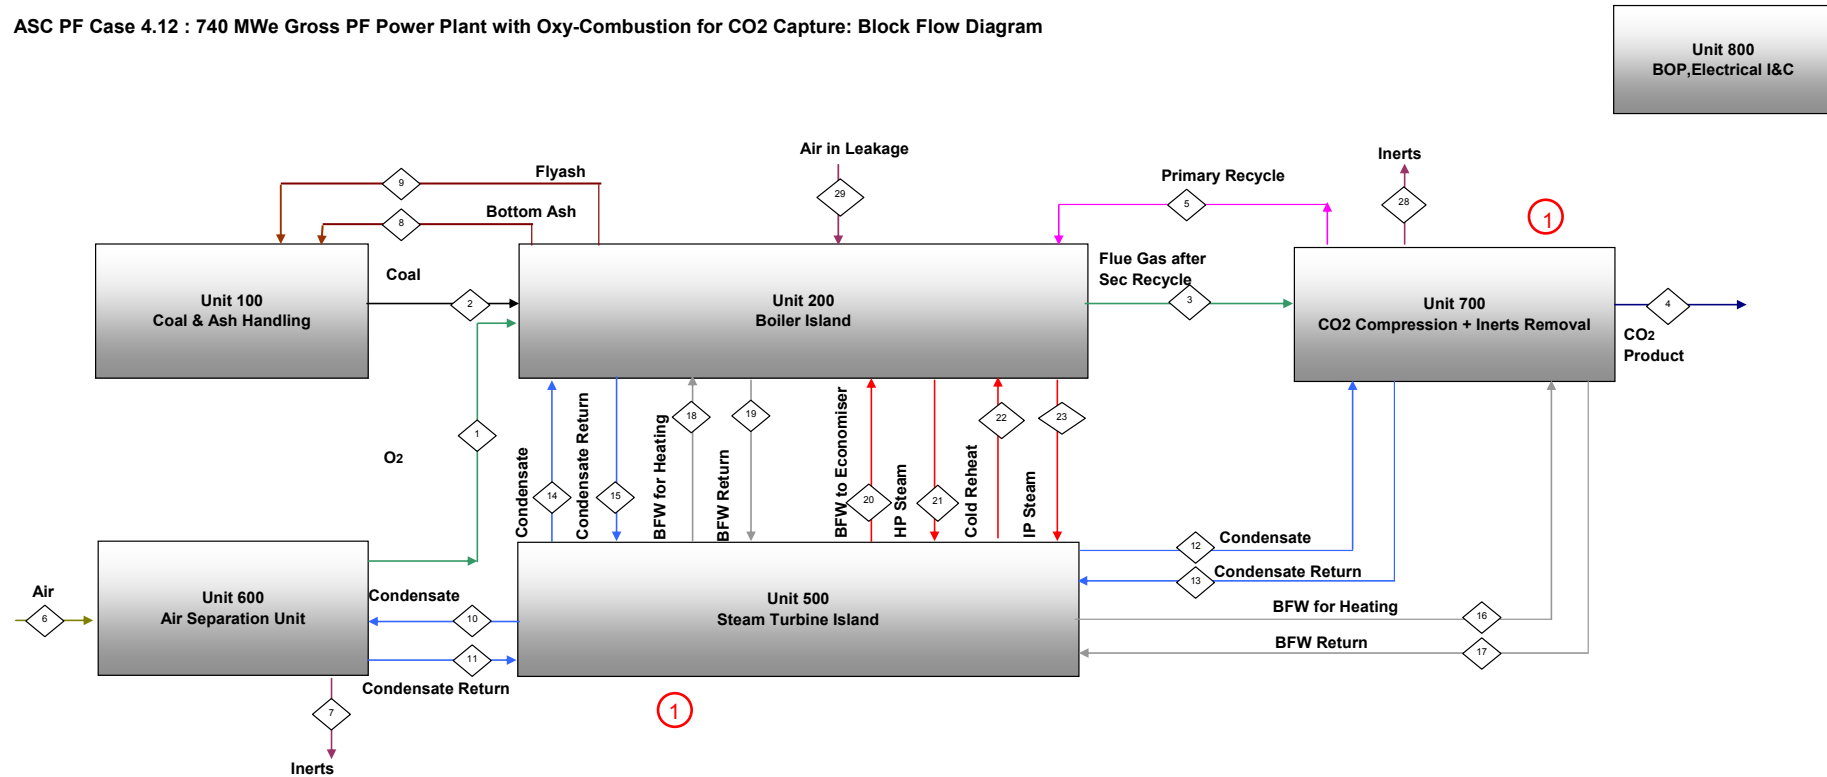 ASC PF Case 4.12 : 740 MWe Gross PF Power Plant with Oxy-Combustion for CO2 Capture: Block Flow Diagram
Unit 800
BOP,Electrical I&C
Air in Leakage
29
Inerts
28
Flyash
9
Bottom Ash
8
Primary Recycle
5
1
Unit 100
Coal & Ash Handling
Coal
2
Unit 200
Boiler Island
Flue Gas after
Sec Recycle
3
Unit 700
CO2 Compression + Inerts Removal
4
CO2
Product
O2
1
Condensate
14
Condensate Return
15
BFW for Heating
18
BFW Return
19
BFW to Economiser
20
HP Steam
21
Cold Reheat
22
IP Steam
23
12
Condensate
13
Condensate Return
BFW for Heating
16
BFW Return
17
Air
6
Unit 600
Air Separation Unit
Condensate
10
11
Condensate Return
Unit 500
Steam Turbine Island
7
Inerts
1